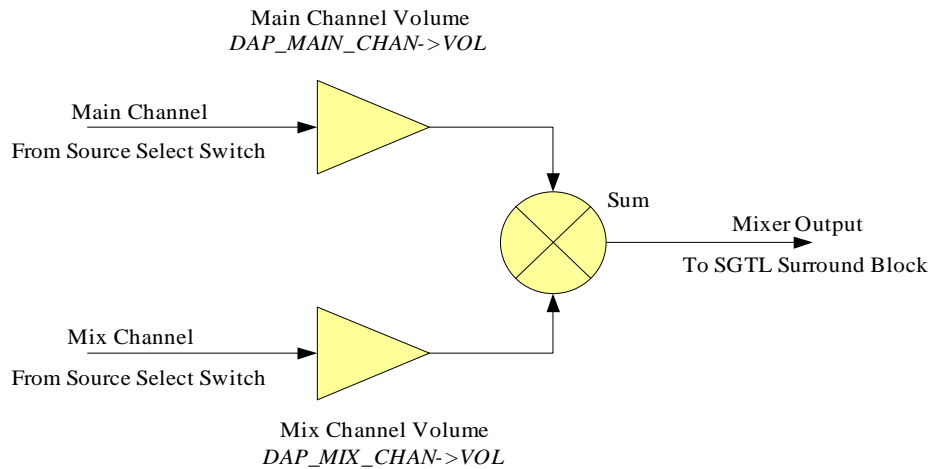 Main Channel Volume
DAP_MAIN_CHAN->VOL
Main Channel
From Source Select Switch
Sum
Mixer Output
To SGTL Surround Block
Mix Channel
From Source Select Switch
Mix Channel Volume
DAP_MIX_CHAN->VOL